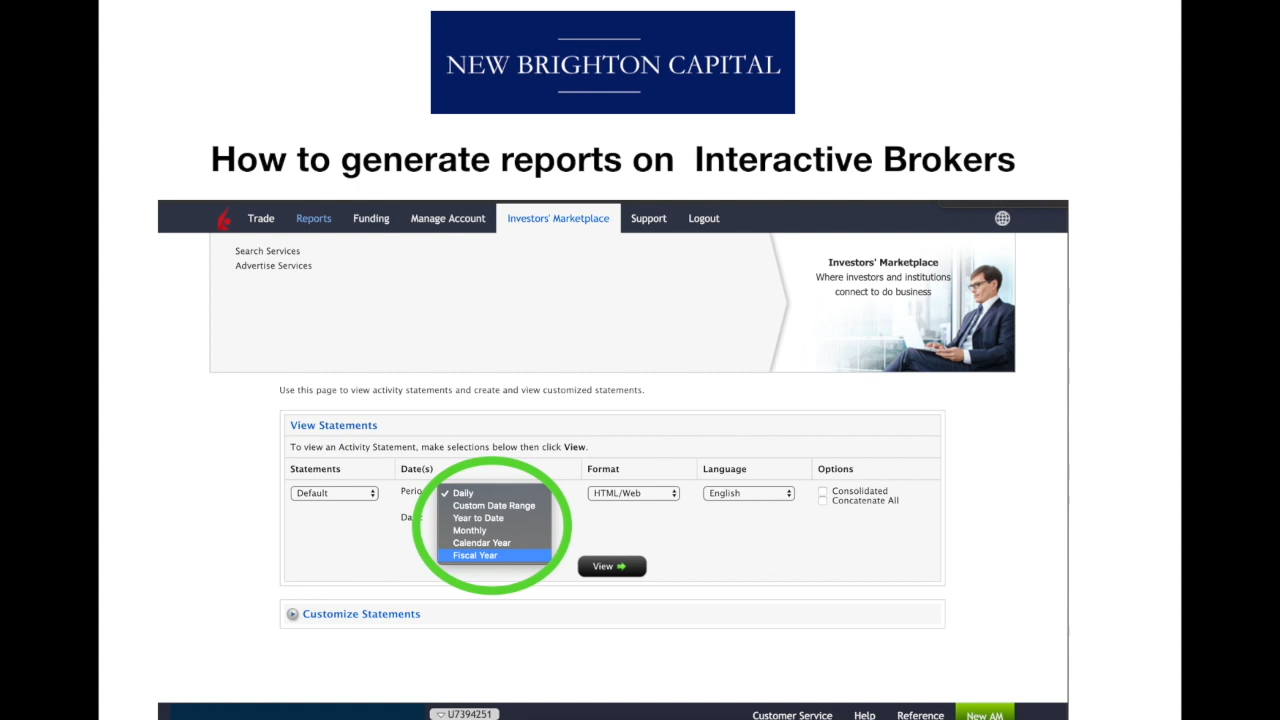 NEW BRIGHTON CAPITAL
How to generate reports on Interactive Brokers
Trade Reports Funding Manage Account Investors' Marketplace Support Logout
Search Services
Advertise Services
Investors' Marketplace
Where investors and institutions
connect to do business
Use this page to view activity statements and create and view customized statements.
View Statements
To view an Activity Statement, make selections below then click View.
Statements Date(s) Format Language Options
Default Perio ✓ Daily HTML/Web English Consolidated
Concatenate All
Custom Date Range
Da Year to Date
Monthly
Calendar Year
Fiscal Year
View
Customize Statements
U7394251 Customer Service Help Reference New AM